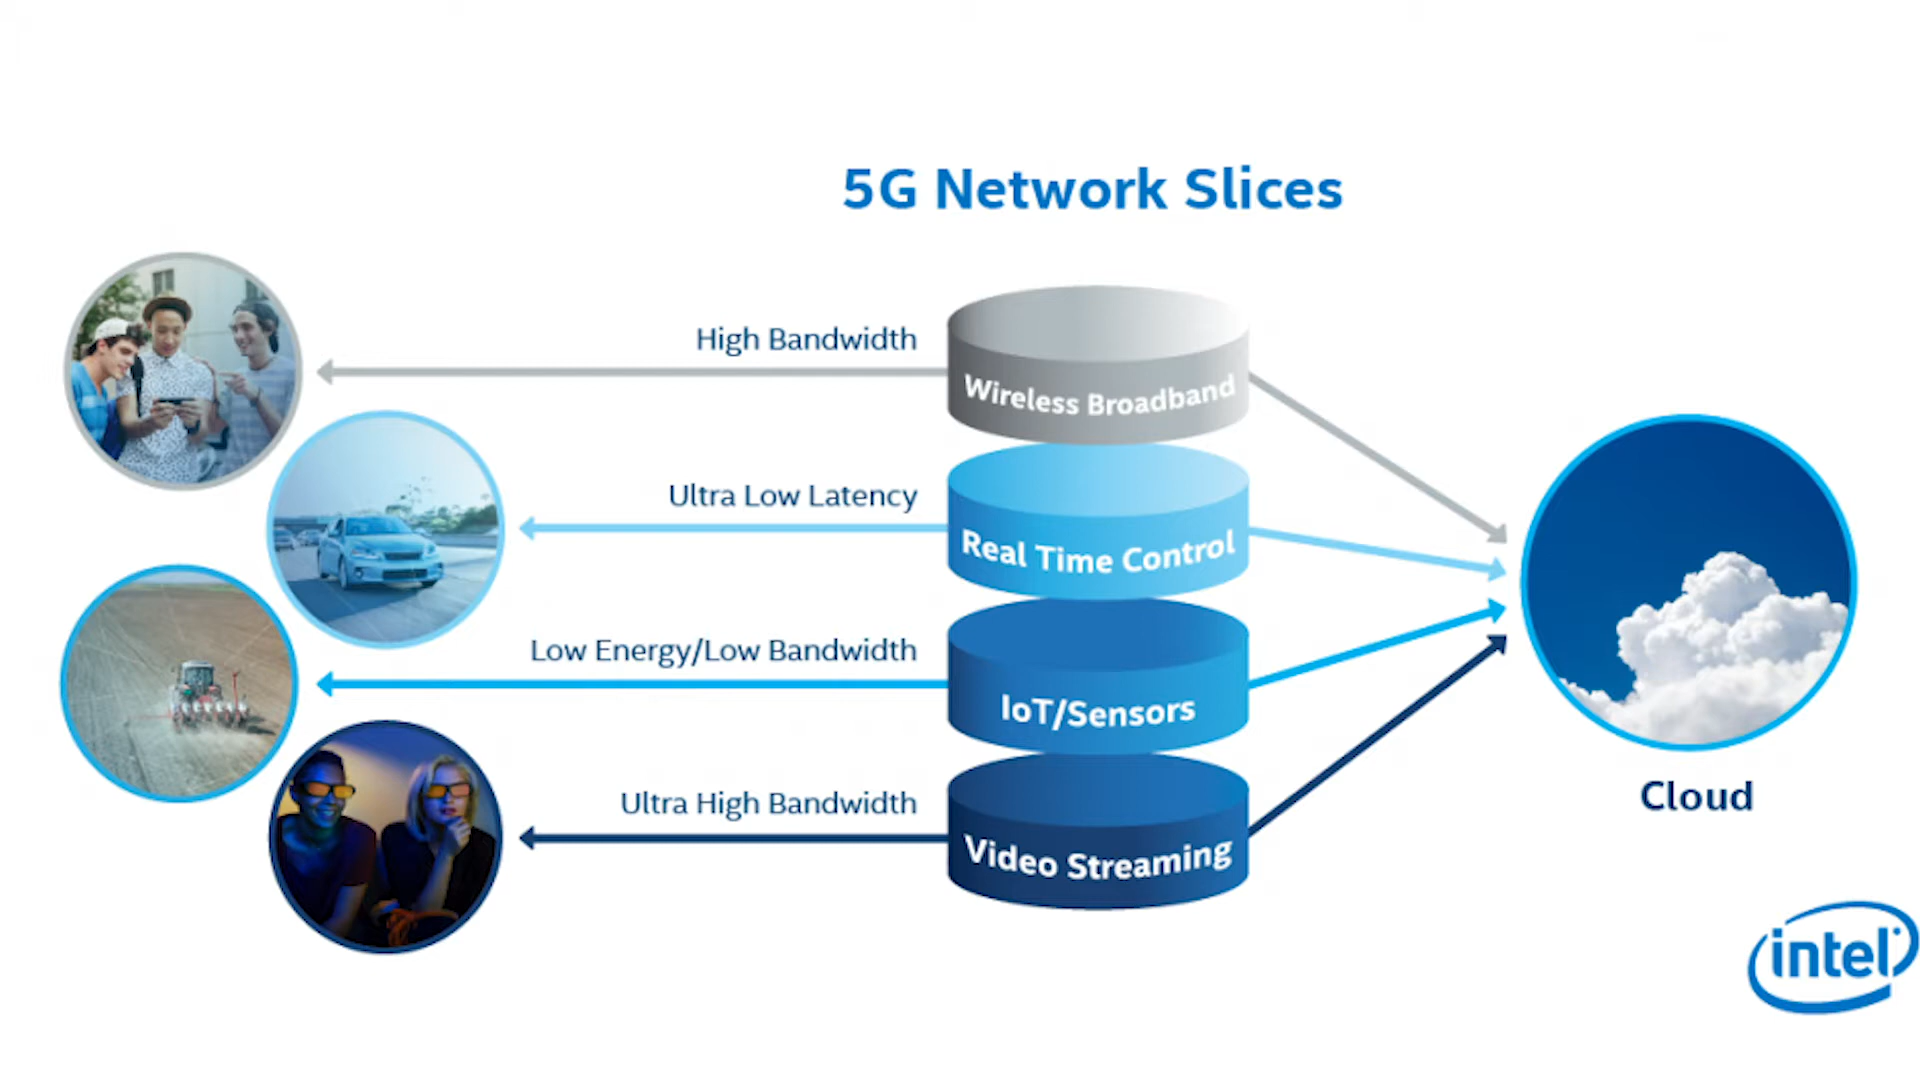 5G Network Slices
High Bandwidth
Wireless Broadband
Ultra Low Latency
Real Time Control
Low Energy/Low Bandwidth
IoT/Sensors
Ultra High Bandwidth
Video Streaming
Cloud
intel